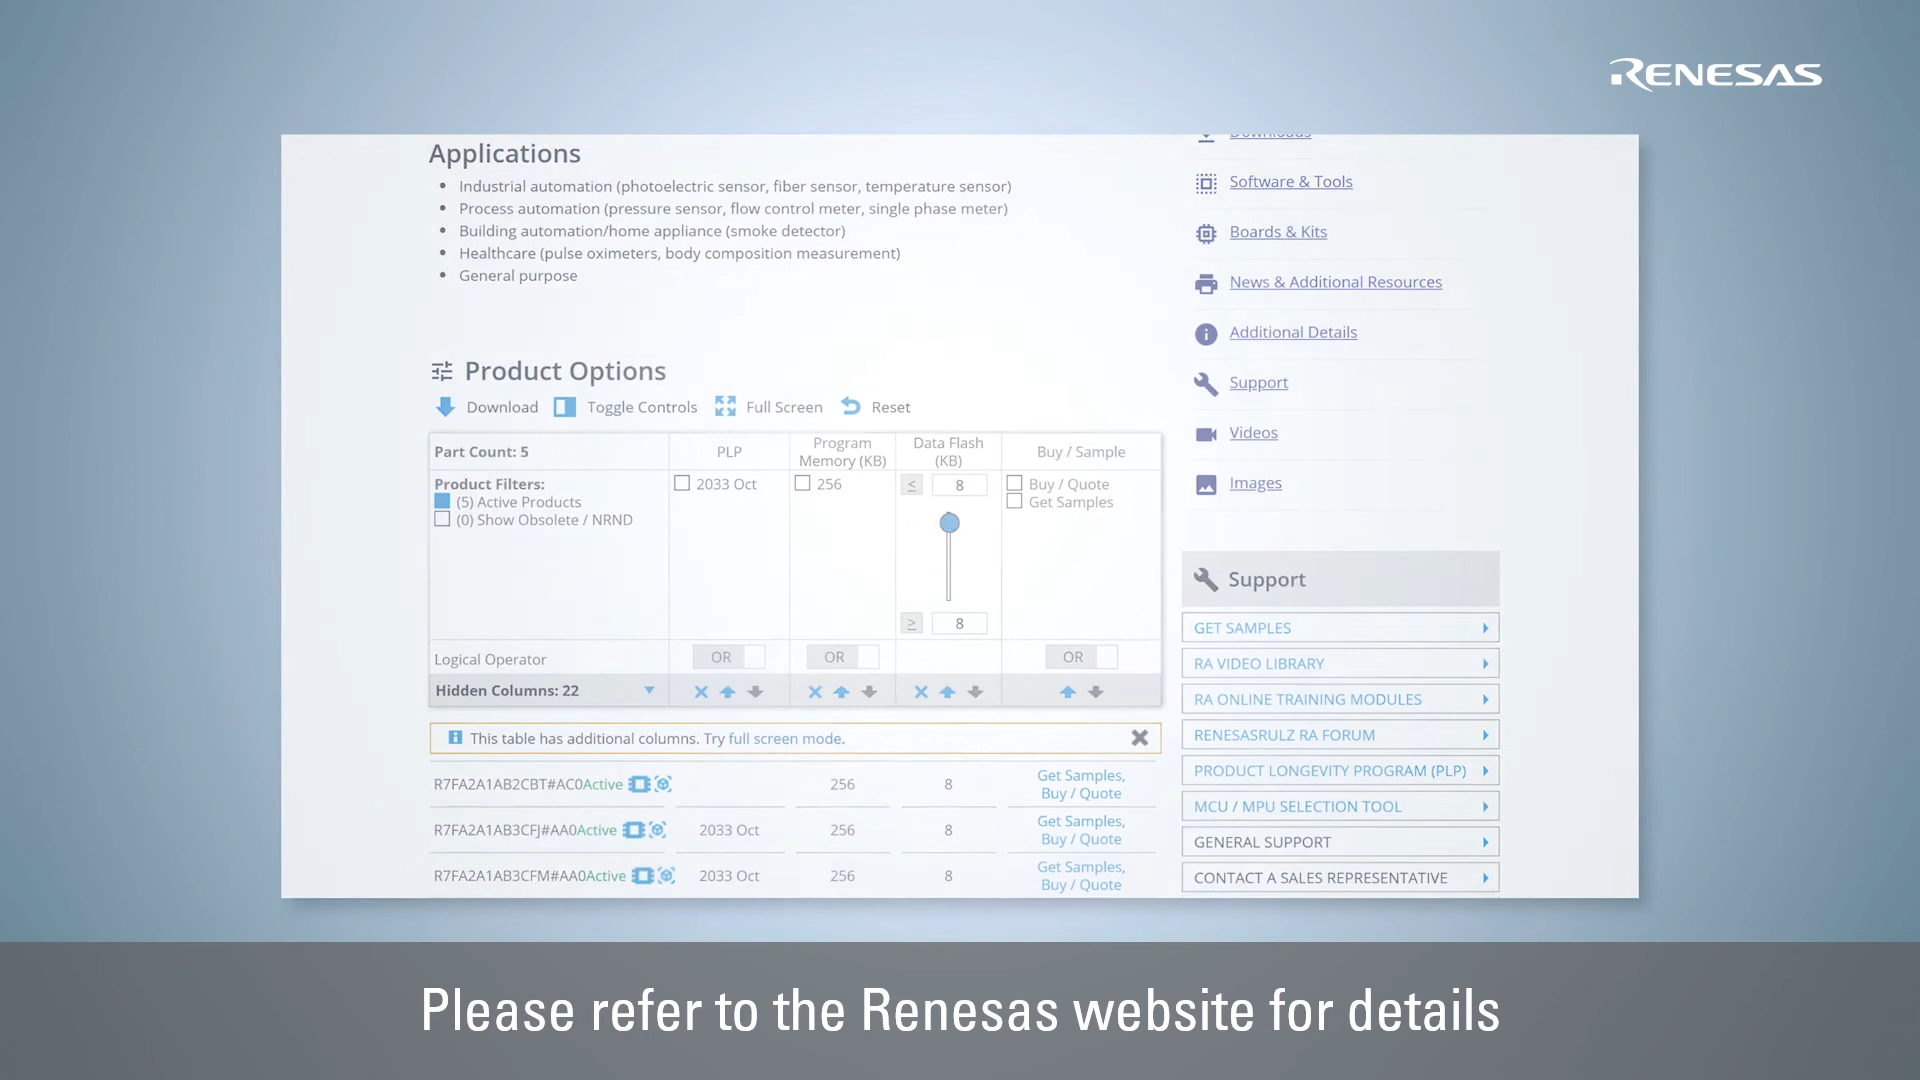 RENESAS
Applications
• Industrial automation (photoelectric sensor, fiber sensor, temperature sensor)
• Process automation (pressure sensor, flow control meter, single phase meter)
• Building automation/home appliance (smoke detector)
• Healthcare (pulse oximeters, body composition measurement)
• General purpose
Product Options
Download Toggle Controls Full Screen Reset
Part Count: 5 PLP Program Memory (KB) Data Flash (KB) Buy / Sample
Product Filters:
(5) Active Products
(0) Show Obsolete / NRND
2033 Oct
256
≤ 8
≥ 8
Buy / Quote
Get Samples
Logical Operator OR OR OR
Hidden Columns: 22
This table has additional columns. Try full screen mode.
R7FA2A1AB2CBT#AC0Active 256 8 Get Samples, Buy / Quote
R7FA2A1AB3CFJ#AA0Active 2033 Oct 256 8 Get Samples, Buy / Quote
R7FA2A1AB3CFM#AA0Active 2033 Oct 256 8 Get Samples, Buy / Quote
Downloads
Software & Tools
Boards & Kits
News & Additional Resources
Additional Details
Support
Videos
Images
Support
GET SAMPLES
RA VIDEO LIBRARY
RA ONLINE TRAINING MODULES
RENESASRULZ RA FORUM
PRODUCT LONGEVITY PROGRAM (PLP)
MCU / MPU SELECTION TOOL
GENERAL SUPPORT
CONTACT A SALES REPRESENTATIVE
Please refer to the Renesas website for details